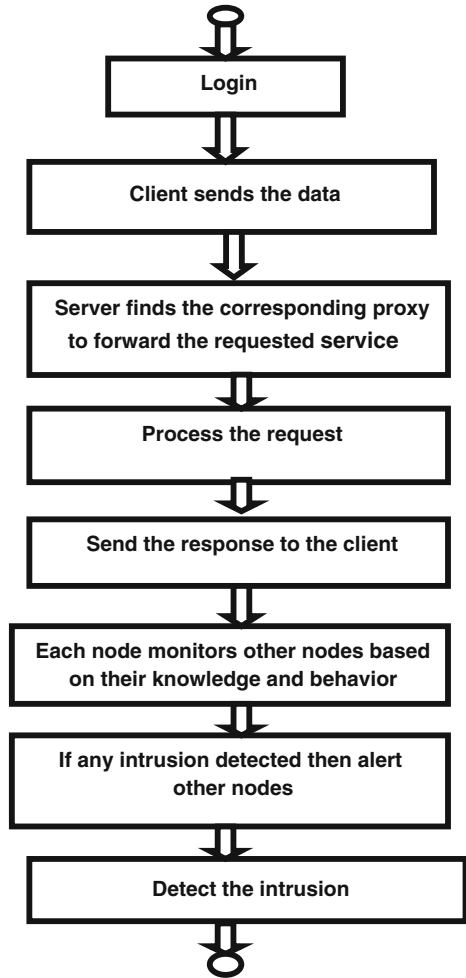 Login
Client sends the data
Server finds the corresponding proxy
to forward the requested service
Process the request
Send the response to the client
Each node monitors other nodes based
on their knowledge and behavior
If any intrusion detected then alert
other nodes
Detect the intrusion